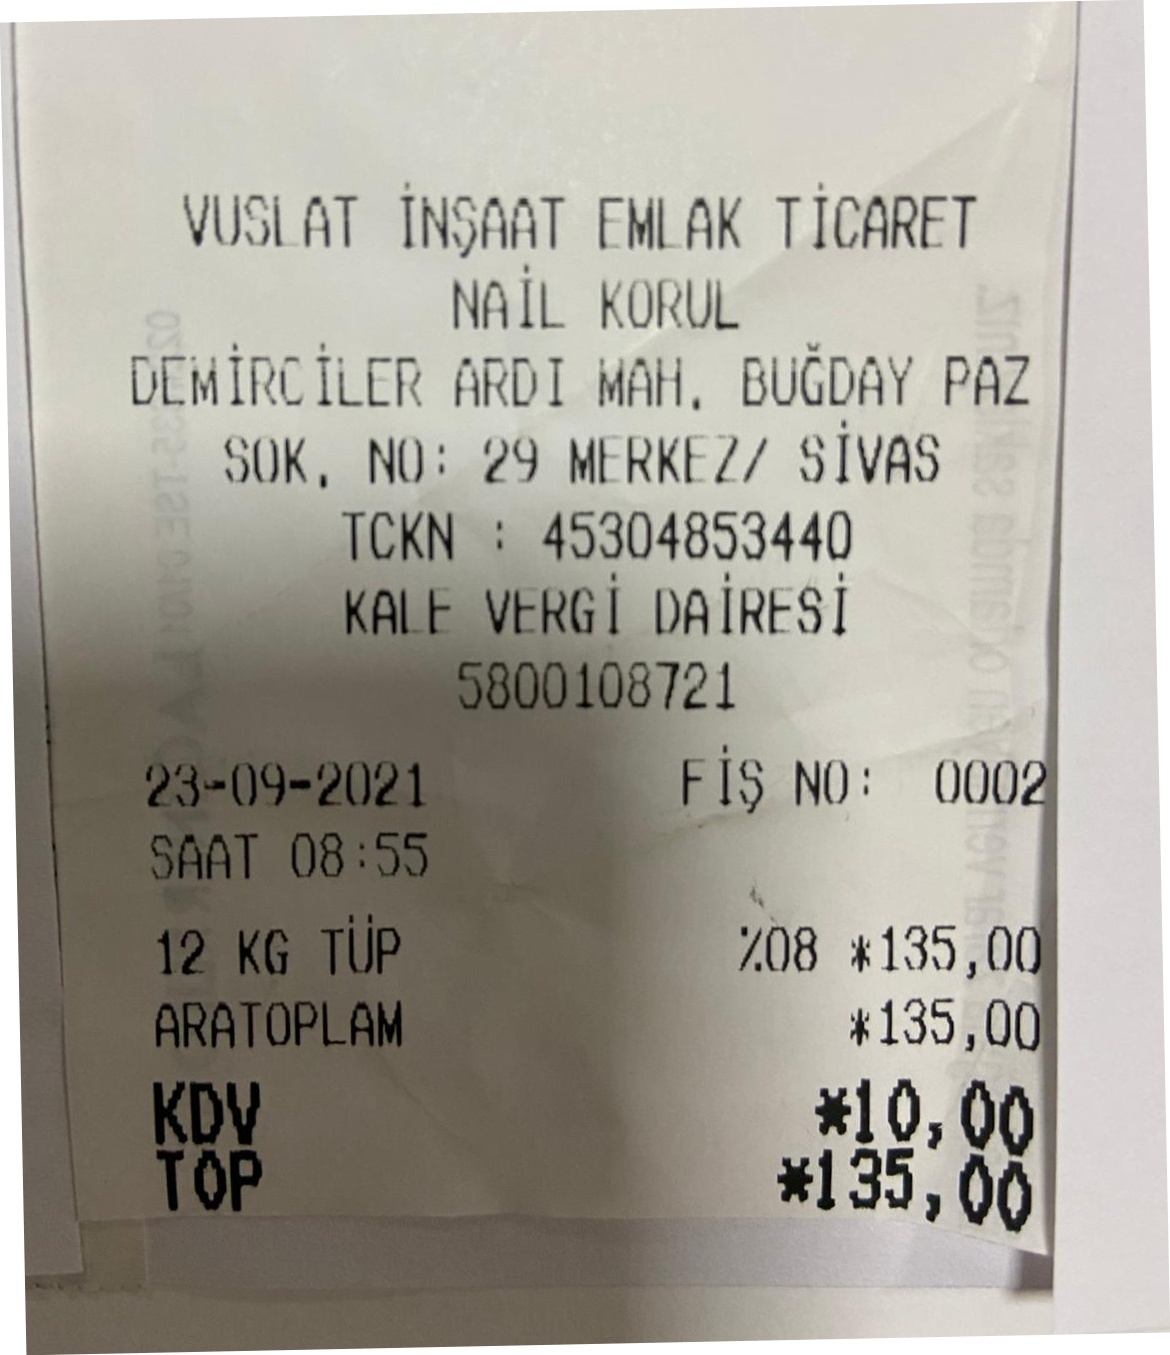 VUSLAT İNŞAAT EMLAK TİCARET
NAİL KORUL
DEMİRCİLER ARDI MAH. BUĞDAY PAZ
SOK. NO: 29 MERKEZ/ SİVAS
TCKN : 45304853440
KALE VERGİ DAİRESİ
5800108721
23-09-2021 FİŞ NO: 0002
SAAT 08:55
12 KG TÜP %08 *135,00
ARATOPLAM *135,00
KDV *10,00
TOP *135,00